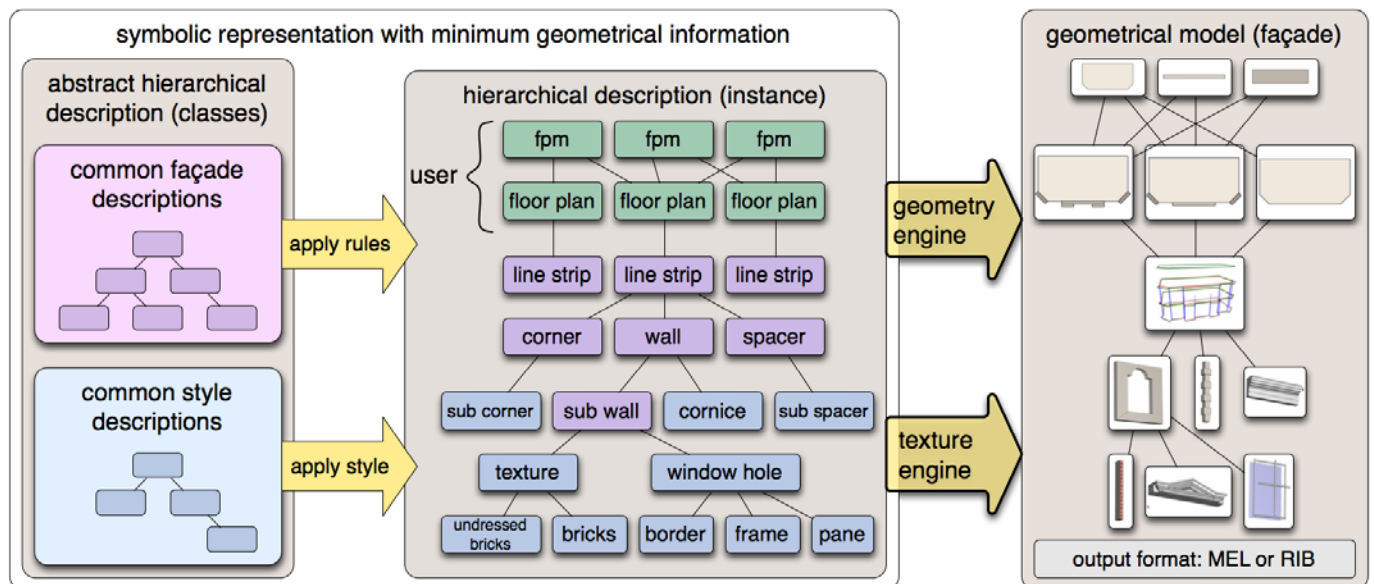 symbolic representation with minimum geometrical information
abstract hierarchical
description (classes)
common façade
descriptions
common style
descriptions
apply rules
apply style
hierarchical description (instance)
user
fpm
fpm
fpm
floor plan
floor plan
floor plan
line strip
line strip
line strip
corner
wall
spacer
sub corner
sub wall
cornice
sub spacer
texture
window hole
undressed
bricks
bricks
border
frame
pane
geometry
engine
texture
engine
geometrical model (façade)
output format: MEL or RIB